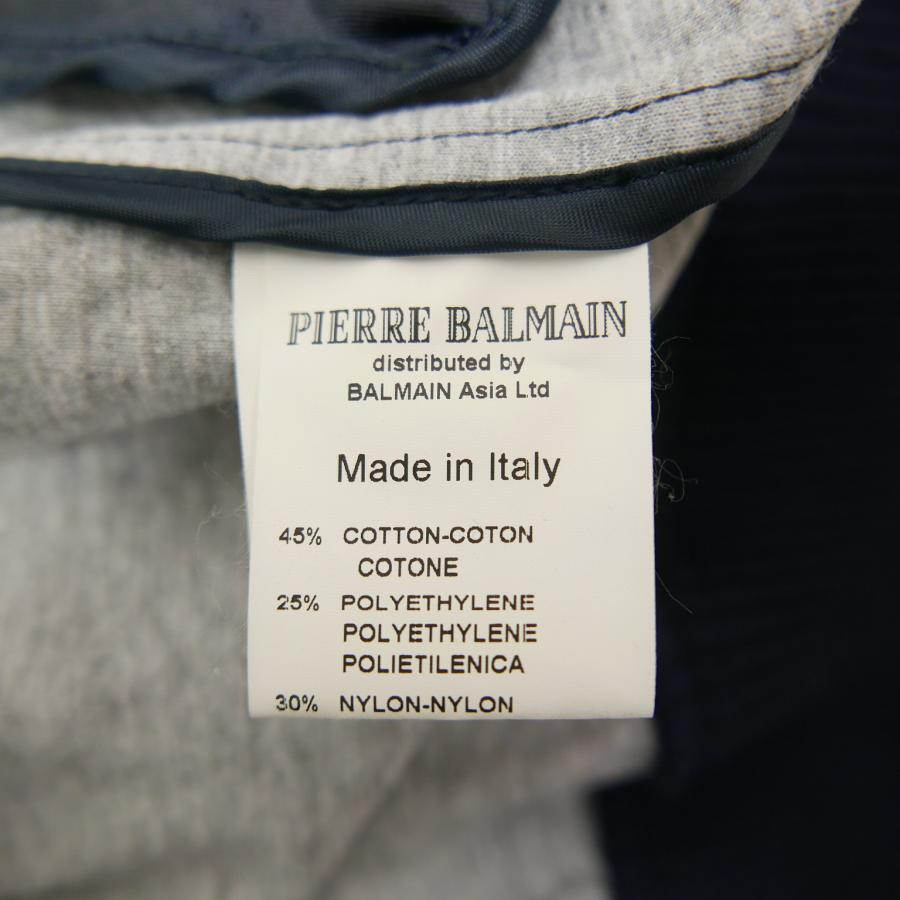 PIERRE BALMAIN
distributed by
BALMAIN Asia Ltd
Made in Italy
45% COTTON-COTON
COTONE
25% POLYETHYLENE
POLYETHYLENE
POLIETILENICA
30% NYLON-NYLON